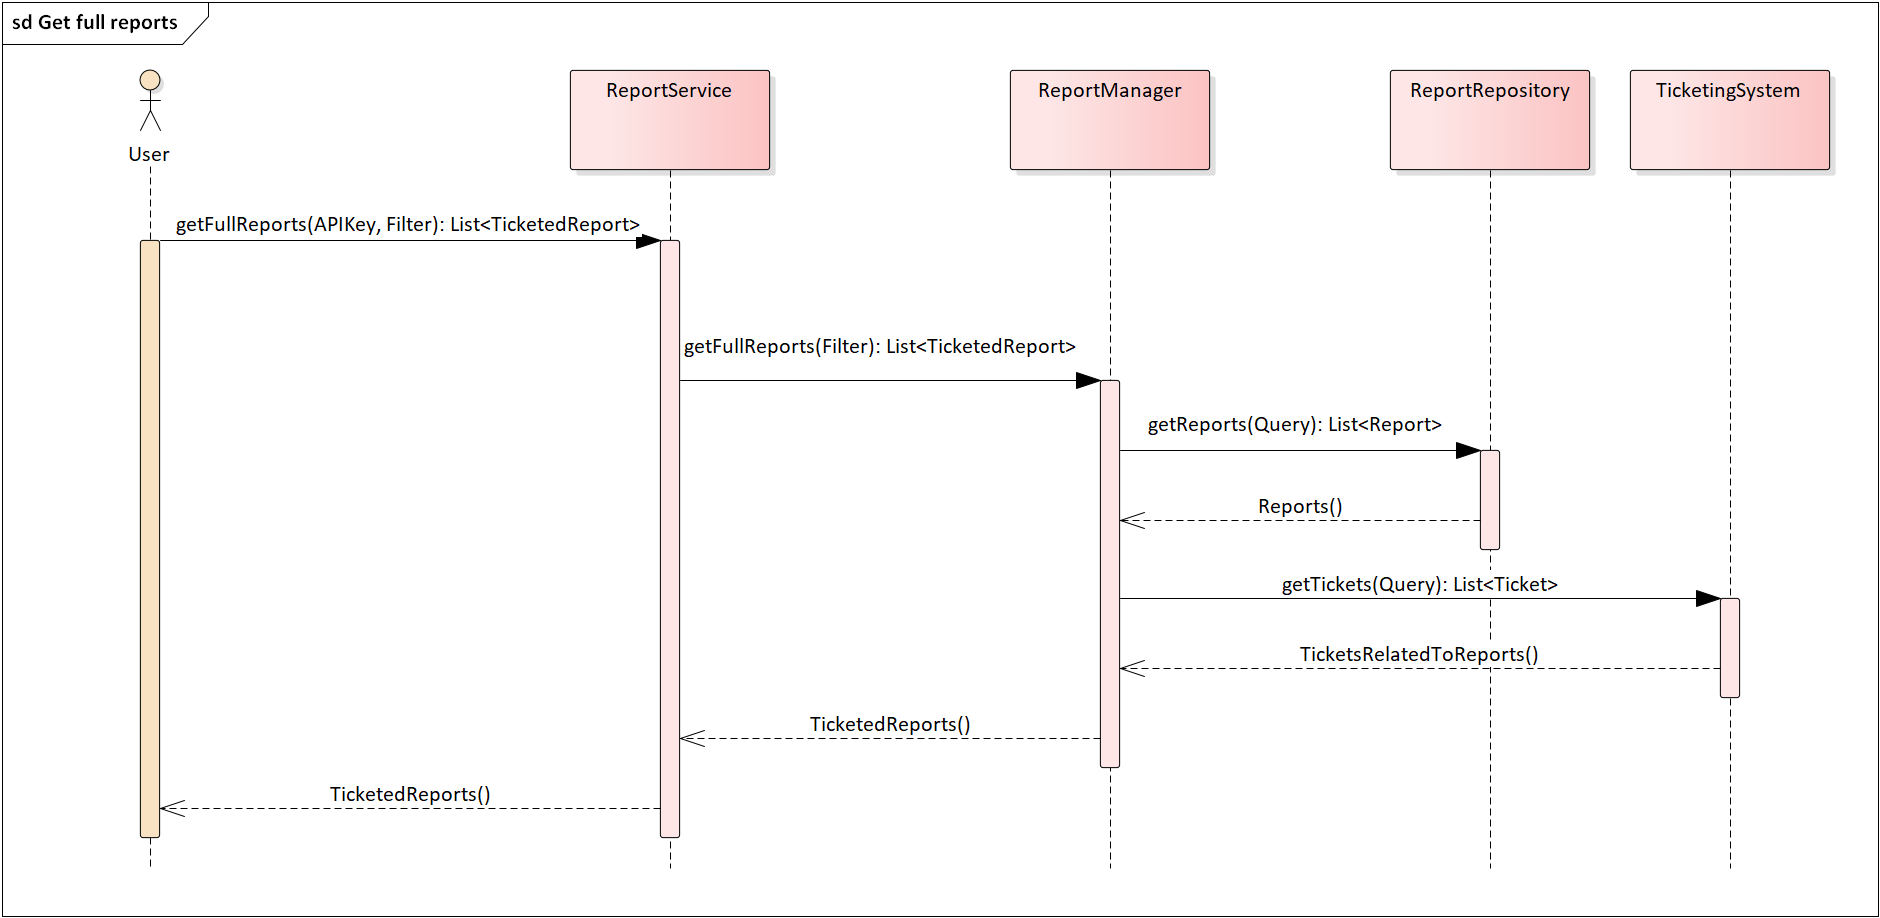 sd Get full reports
ReportService
ReportManager
ReportRepository
TicketingSystem
User
getFullReports(APIKey, Filter): List<TicketedReport>
getFullReports(Filter): List<TicketedReport>
getReports(Query): List<Report>
Reports()
getTickets(Query): List<Ticket>
TicketsRelatedToReports()
TicketedReports()
TicketedReports()